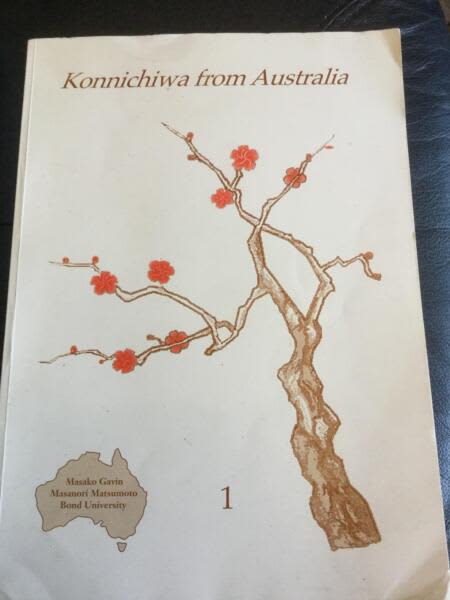 Konnichiwa from Australia
Masako Gavin
Masanori Matsumoto
Bond University
1